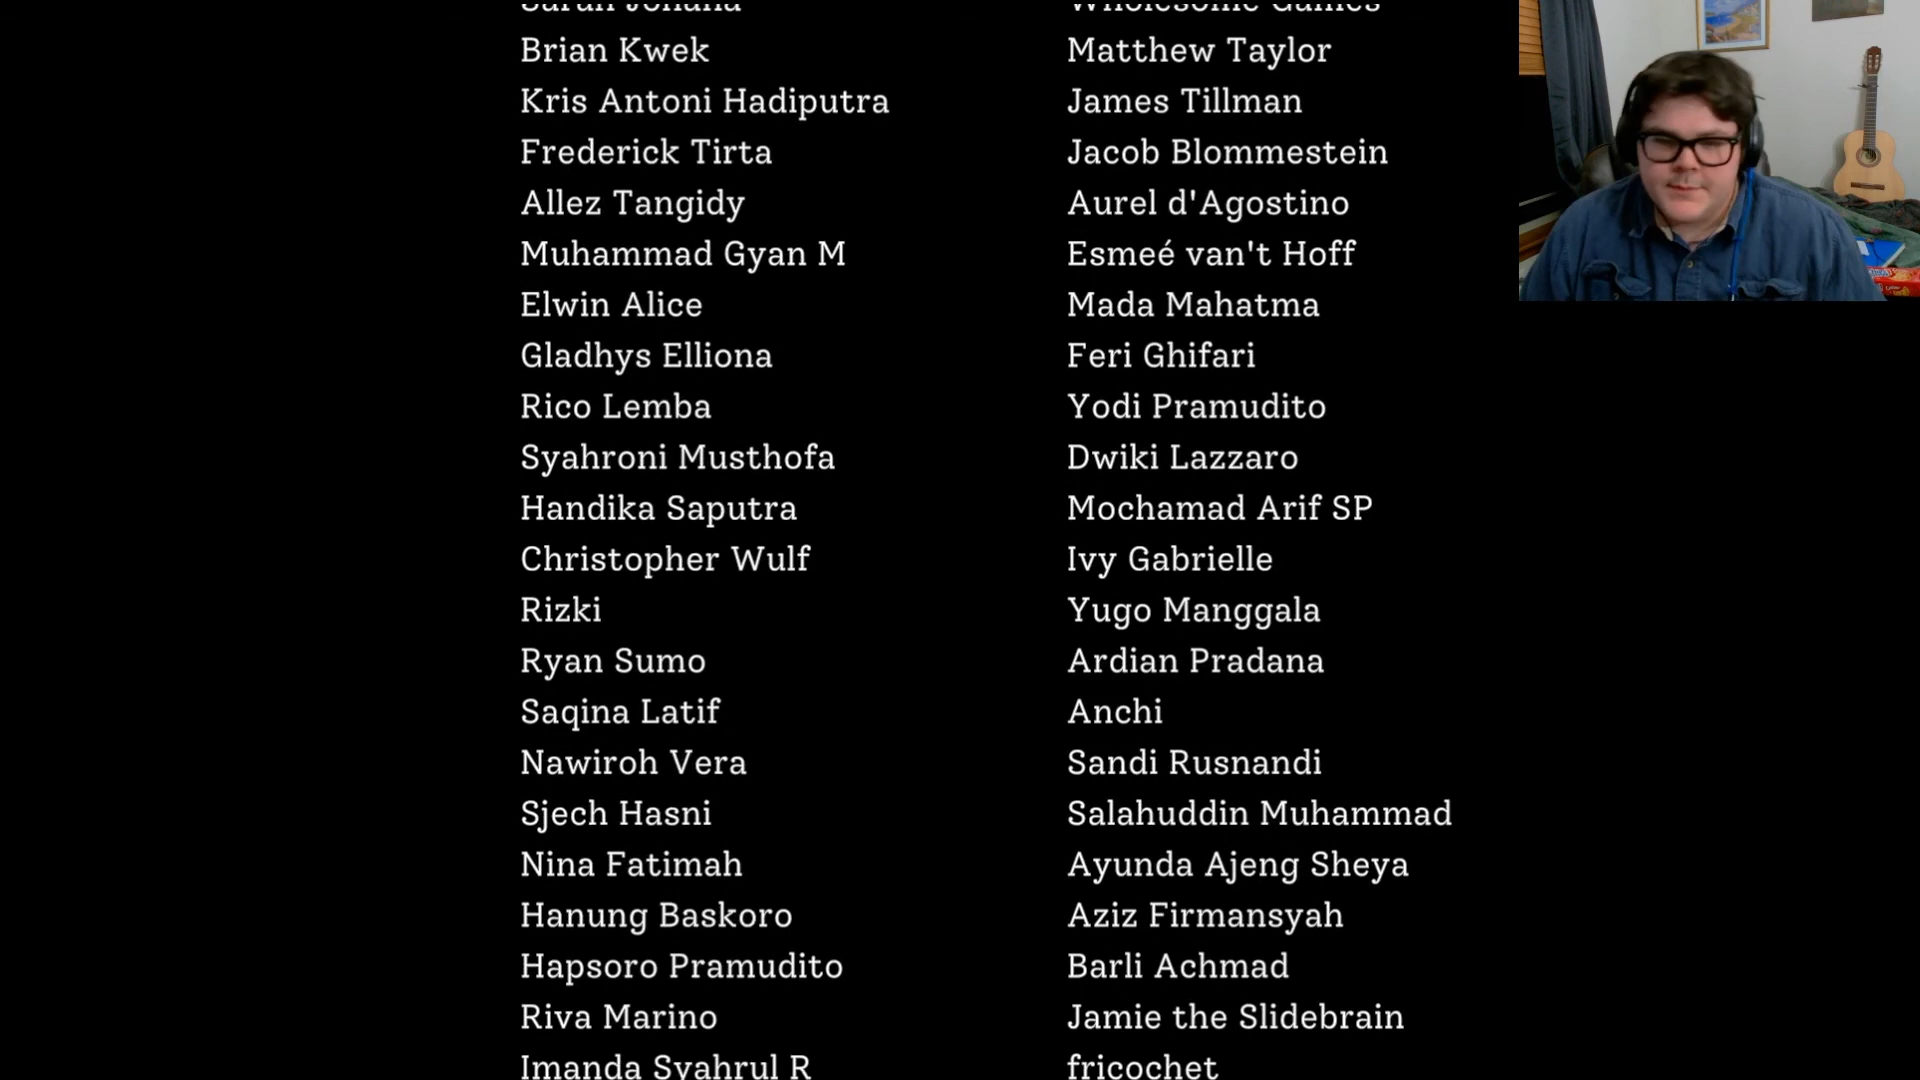 Sarah Johana
Brian Kwek
Kris Antoni Hadiputra
Frederick Tirta
Allez Tangidy
Muhammad Gyan M
Elwin Alice
Gladhys Elliona
Rico Lemba
Syahroni Musthofa
Handika Saputra
Christopher Wulf
Rizki
Ryan Sumo
Saqina Latif
Nawiroh Vera
Sjech Hasni
Nina Fatimah
Hanung Baskoro
Hapsoro Pramudito
Riva Marino
Imanda Syahrul R
Wholesome Games
Matthew Taylor
James Tillman
Jacob Blommestein
Aurel d'Agostino
Esmeé van't Hoff
Mada Mahatma
Feri Ghifari
Yodi Pramudito
Dwiki Lazzaro
Mochamad Arif SP
Ivy Gabrielle
Yugo Manggala
Ardian Pradana
Anchi
Sandi Rusnandi
Salahuddin Muhammad
Ayunda Ajeng Sheya
Aziz Firmansyah
Barli Achmad
Jamie the Slidebrain
fricochet